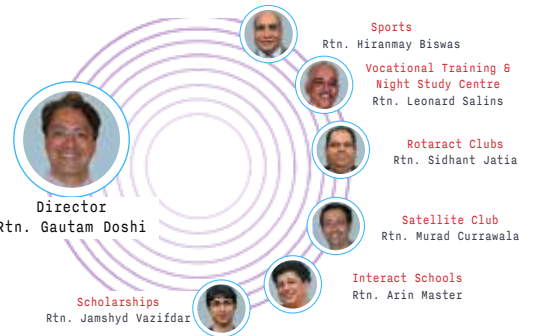 Sports
Rtn. Hiranmay Biswas
Vocational Training &
Night Study Centre
Rtn. Leonard Salins
Rotaract Clubs
Rtn. Sidhant Jatia
Director
Rtn. Gautam Doshi
Satellite Club
Rtn. Murad Currawala
Interact Schools
Rtn. Arin Master
Scholarships
Rtn. Jamshyd Vazifdar